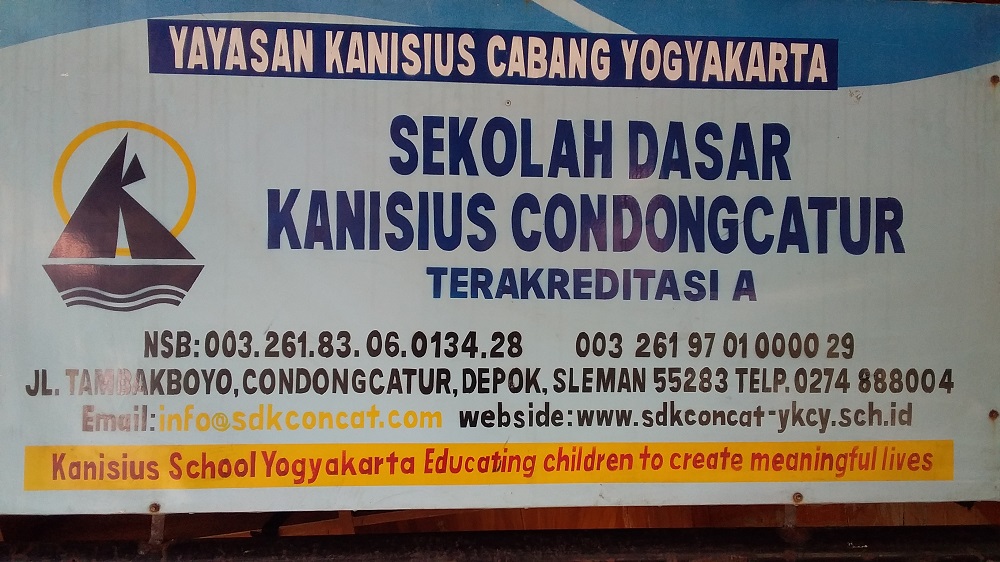 YAYASAN KANISIUS CABANG YOGYAKARTA
SEKOLAH DASAR
KANISIUS CONDONGCATUR
TERAKREDITASI A
NSB: 003.261.83.06.0134.28 003 261 97 01 0000 29
JL. TAMBAKBOYO, CONDONGCATUR, DEPOK, SLEMAN 55283 TELP. 0274 888004
Email: info@sdkconcat.com webside: www.sdkconcat-ykcy.sch.id
Kanisius School Yogyakarta Educating children to create meaningful lives